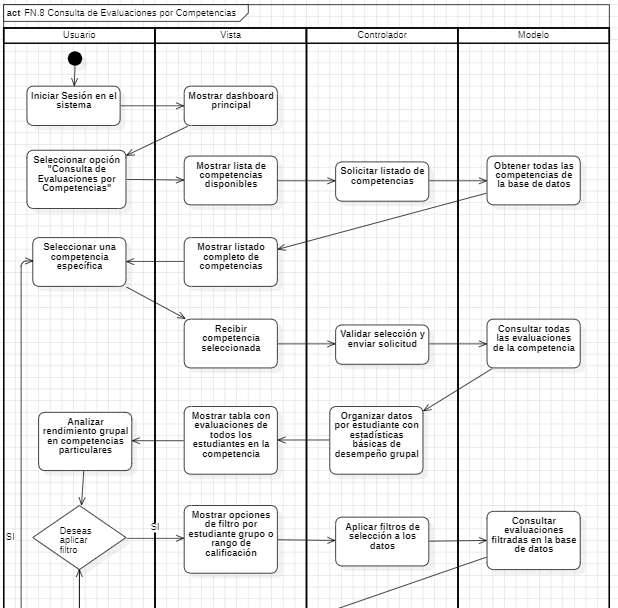 act FN.8 Consulta de Evaluaciones por Competencias
Usuario
Vista
Controlador
Modelo
Iniciar Sesión en el
sistema
Mostrar dashboard
principal
Seleccionar opción
"Consulta de
Evaluaciones por
Competencias"
Mostrar lista de
competencias
disponibles
Solicitar listado de
competencias
Obtener todas las
competencias de
la base de datos
Seleccionar una
competencia
específica
Mostrar listado
completo de
competencias
Recibir
competencia
seleccionada
Validar selección y
enviar solicitud
Consultar todas
las evaluaciones
de la competencia
Analizar
rendimiento grupal
en competencias
particulares
Mostrar tabla con
evaluaciones de
todos los
estudiantes en la
competencia
Organizar datos
por estudiante con
estadísticas
básicas de
desempeño grupal
SI
Deseas
aplicar
filtro
SI
Mostrar opciones
de filtro por
estudiante grupo o
rango de
calificación
Aplicar filtros de
selección a los
datos
Consultar
evaluaciones
filtradas en la base
de datos